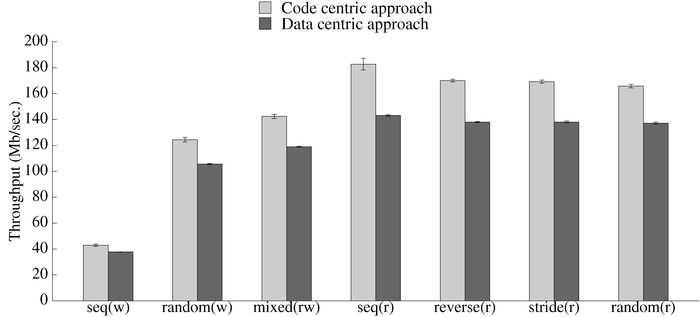 Code centric approach
Data centric approach
Throughput (Mb/sec.)
200
180
160
140
120
100
80
60
40
20
0
seq(w) random(w) mixed(rw) seq(r) reverse(r) stride(r) random(r)